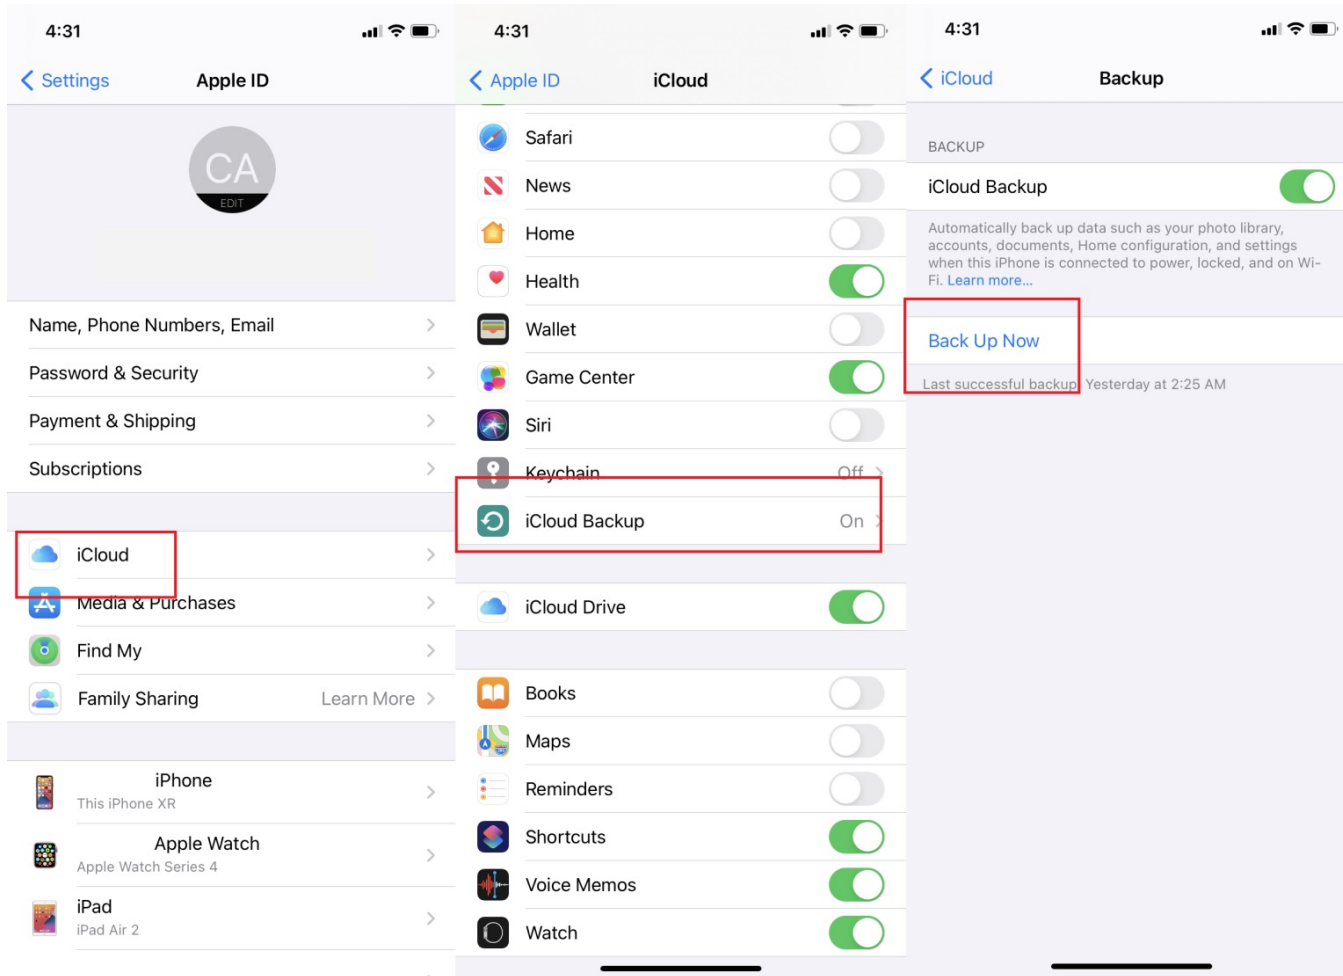 4:31
Settings
Apple ID
CA
EDIT
Name, Phone Numbers, Email
Password & Security
Payment & Shipping
Subscriptions
iCloud
Media & Purchases
Find My
Family Sharing Learn More
iPhone
This iPhone XR
Apple Watch
Apple Watch Series 4
iPad
iPad Air 2
4:31
Apple ID
iCloud
Safari
News
Home
Health
Wallet
Game Center
Siri
Keychain Off
iCloud Backup On
iCloud Drive
Books
Maps
Reminders
Shortcuts
Voice Memos
Watch
4:31
iCloud
Backup
BACKUP
iCloud Backup
Automatically back up data such as your photo library,
accounts, documents, Home configuration, and settings
when this iPhone is connected to power, locked, and on Wi-
Fi. Learn more...
Back Up Now
Last successful backup: Yesterday at 2:25 AM